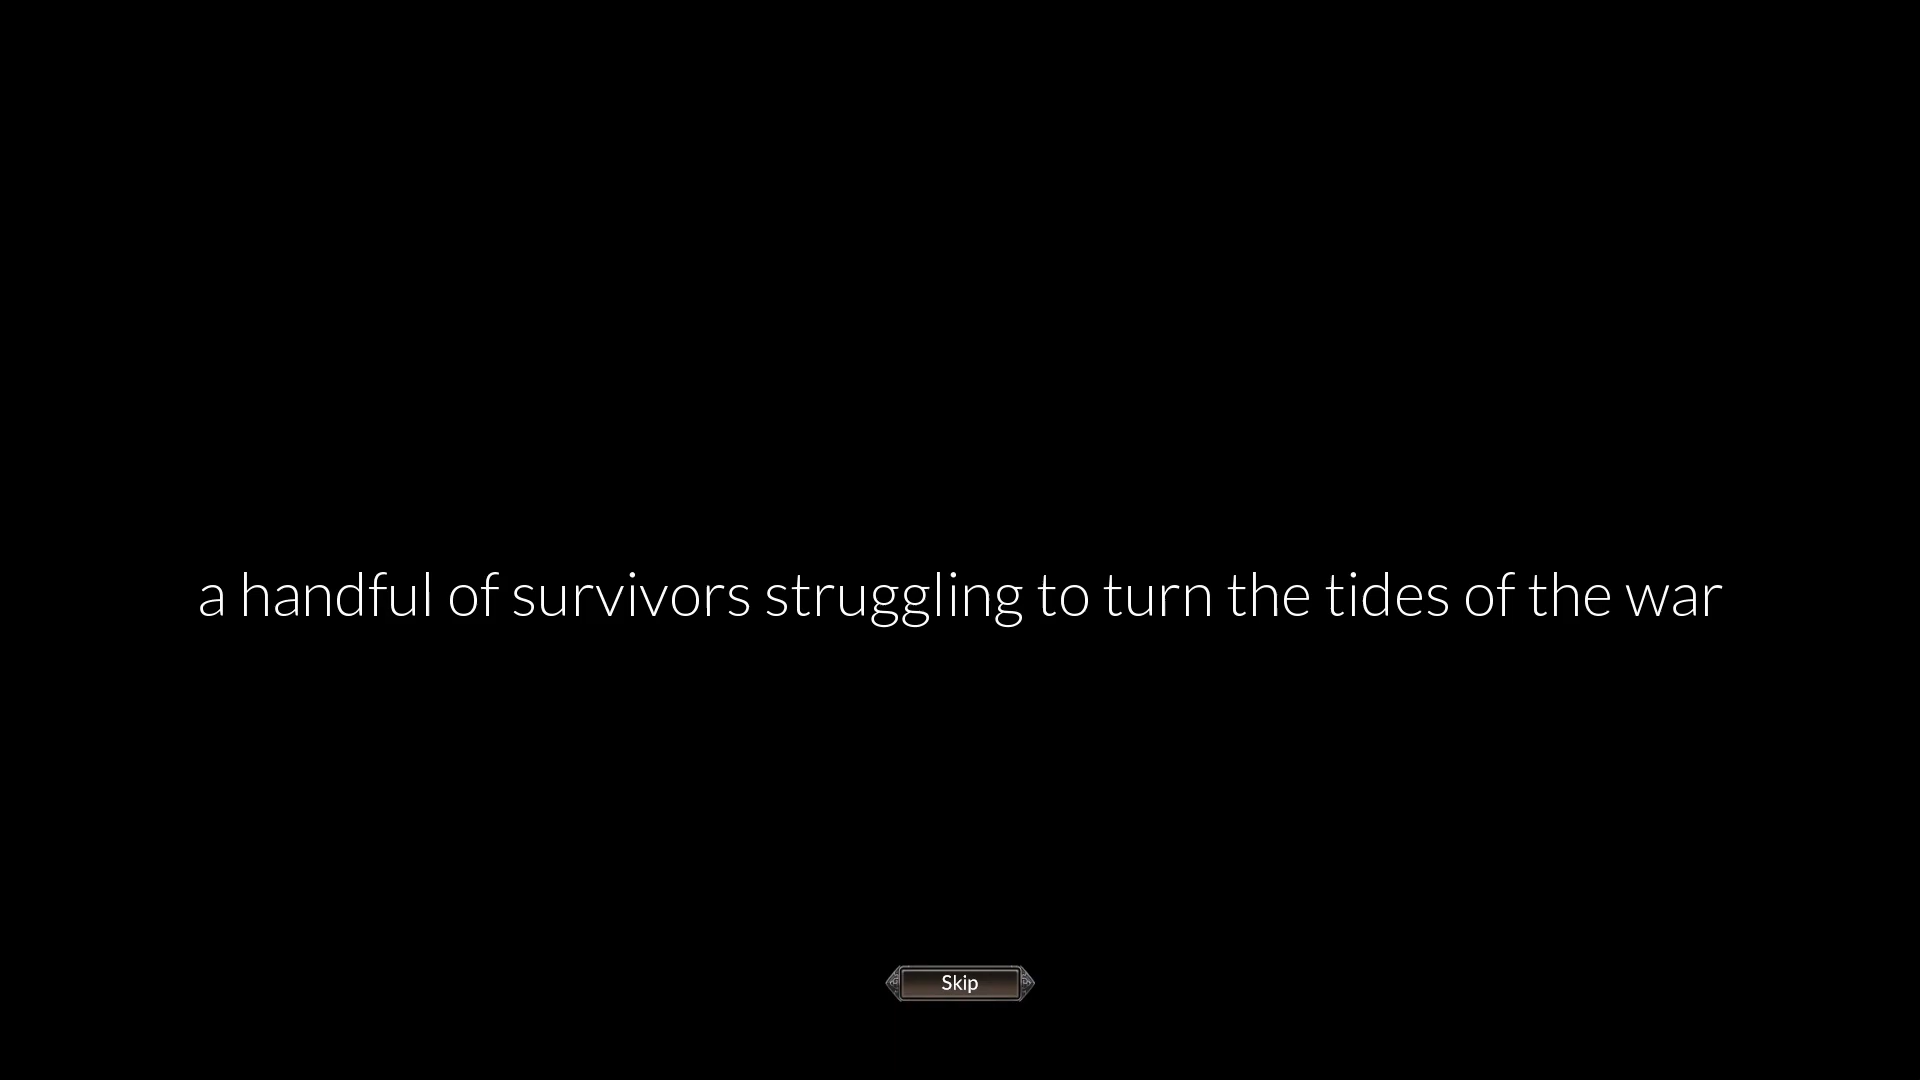 a handful of survivors struggling to turn the tides of the war
Skip